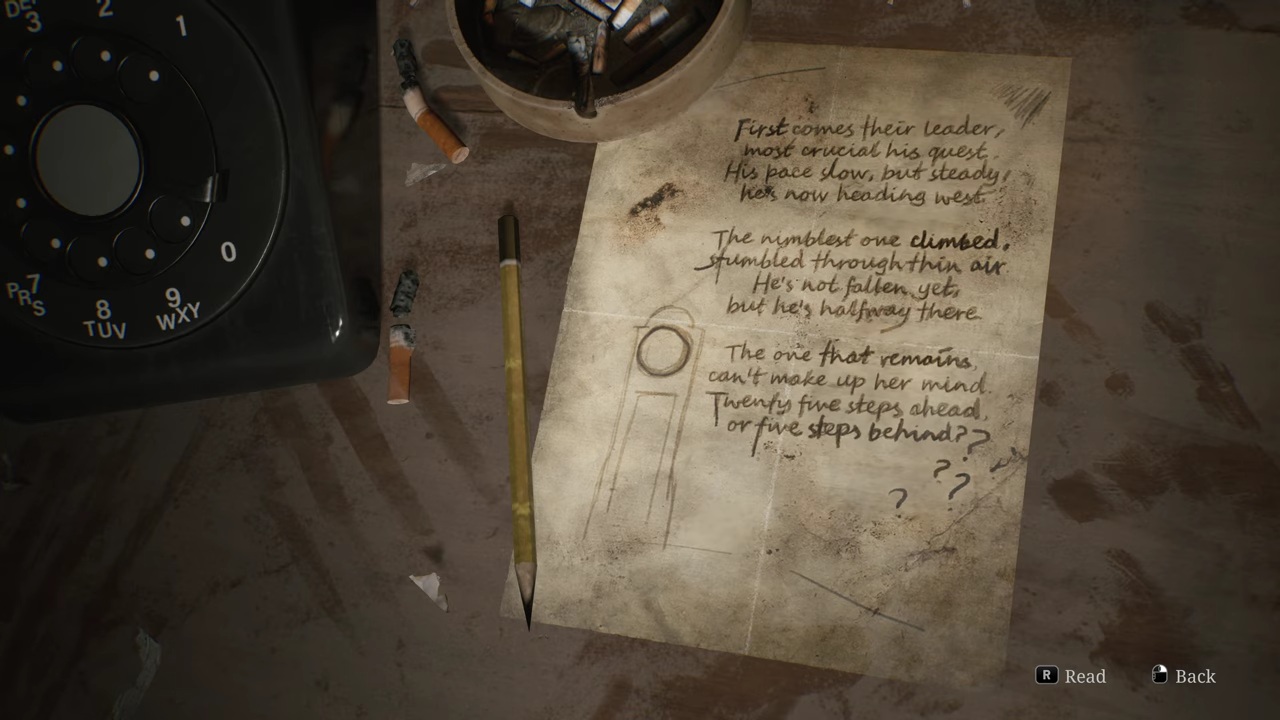 DEF
3
2
1
0
7
PRS
8
TUV
9
WXY
First comes their leader,
most crucial his quest.
His pace slow, but steady,
he's now heading west
The nimblest one climbed,
stumbled through thin air
He's not fallen yet,
but he's halfway there
The one that remains,
can't make up her mind.
Twenty five steps ahead,
or five steps behind??
? ?
?
R Read
Back